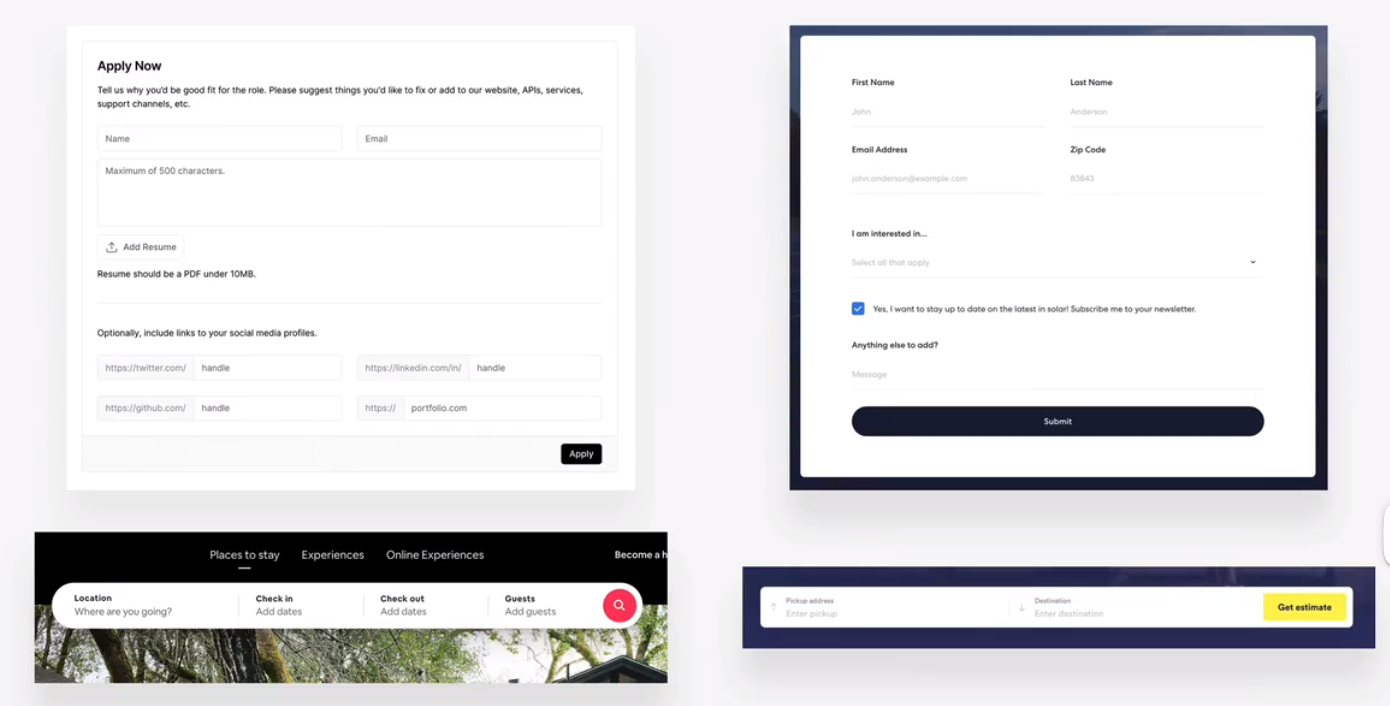 Apply Now
Tell us why you'd be good fit for the role. Please suggest things you'd like to fix or add to our website, APIs, services,
support channels, etc.
Name
Email
Maximum of 500 characters.
Add Resume
Resume should be a PDF under 10MB.
Optionally, include links to your social media profiles.
https://twitter.com/ handle
https://linkedin.com/in/ handle
https://github.com/ handle
https:// portfolio.com
Apply
First Name
Last Name
John
Anderson
Email Address
Zip Code
john.anderson@example.com
83843
I am interested in...
Select all that apply
Yes, I want to stay up to date on the latest in solar! Subscribe me to your newsletter.
Anything else to add?
Message
Submit
Places to stay Experiences Online Experiences Become a h
Location
Where are you going?
Check in
Add dates
Check out
Add dates
Guests
Add guests
Pickup address
Enter pickup
Destination
Enter destination
Get estimate